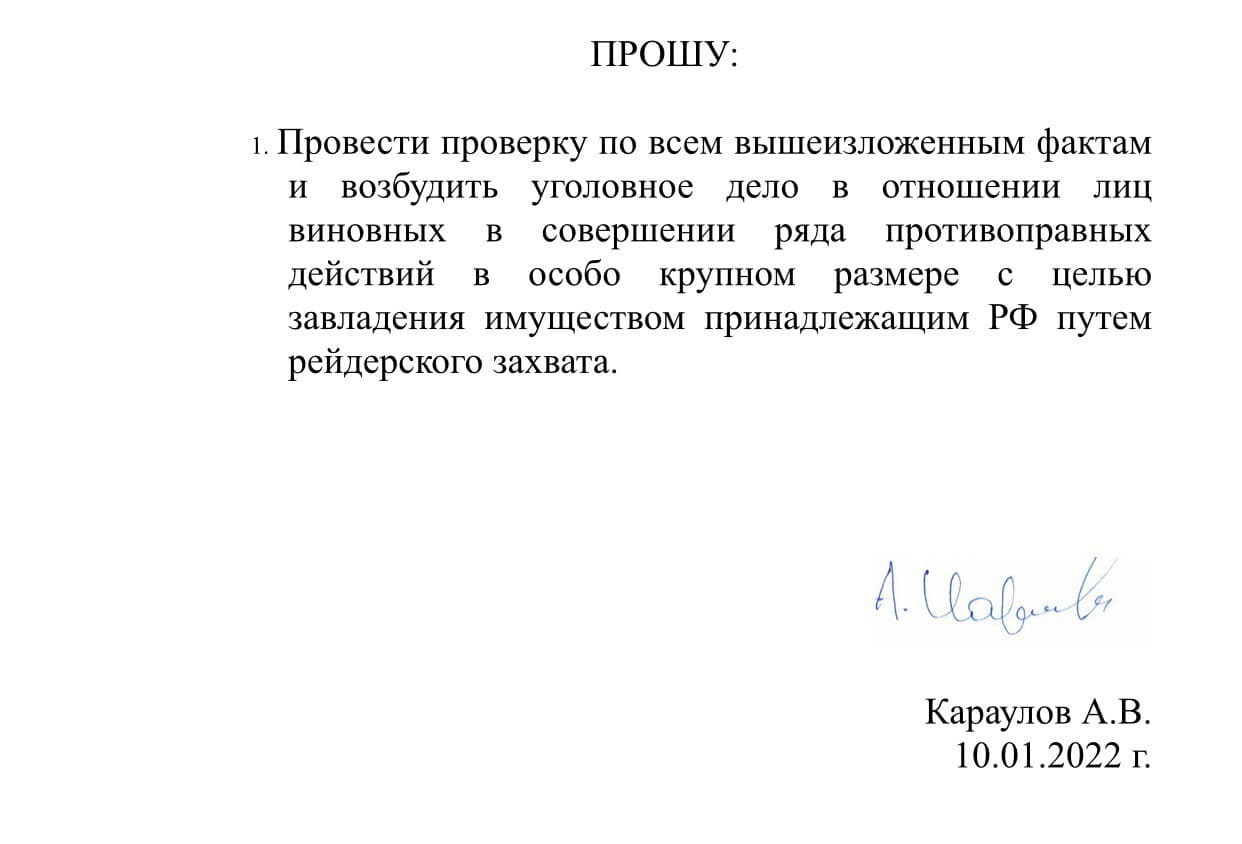 ПРОШУ:
1. Провести проверку по всем вышеизложенным фактам
и возбудить уголовное дело в отношении лиц
виновных в совершении ряда противоправных
действий в особо крупном размере с целью
завладения имуществом принадлежащим РФ путем
рейдерского захвата.
Караулов А.В.
10.01.2022 г.